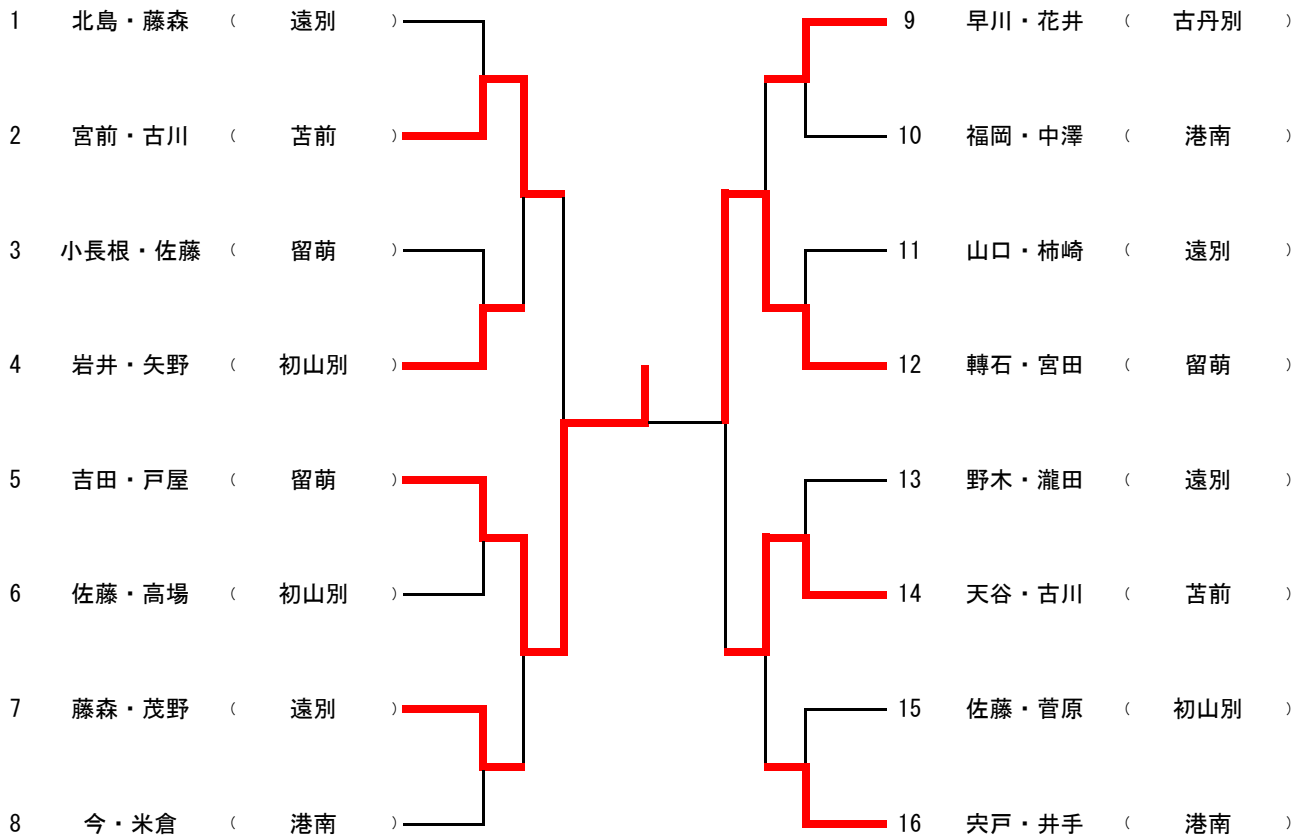 1 北島・藤森 ( 遠別 )
2 宮前・古川 ( 苫前 )
3 小長根・佐藤 ( 留萌 )
4 岩井・矢野 ( 初山別 )
5 吉田・戸屋 ( 留萌 )
6 佐藤・高場 ( 初山別 )
7 藤森・茂野 ( 遠別 )
8 今・米倉 ( 港南 )
9 早川・花井 ( 古丹別 )
10 福岡・中澤 ( 港南 )
11 山口・柿崎 ( 遠別 )
12 轉石・宮田 ( 留萌 )
13 野木・瀧田 ( 遠別 )
14 天谷・古川 ( 苫前 )
15 佐藤・菅原 ( 初山別 )
16 宍戸・井手 ( 港南 )